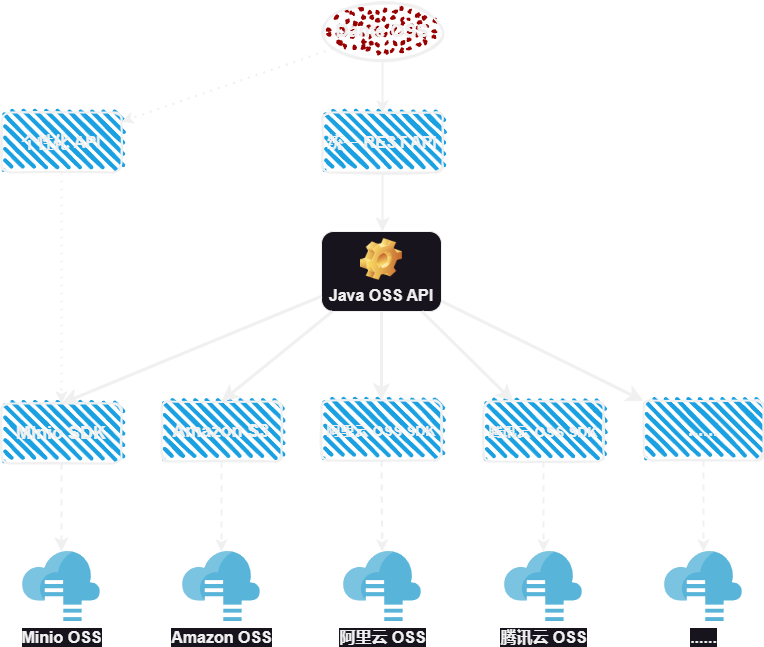 个性化 API
统一 REST API
Java OSS API
Minio SDK
Amazon S3
阿里云 OSS SDK
腾讯云 OSS SDK
......
Minio OSS
Amazon OSS
阿里云 OSS
腾讯云 OSS
......